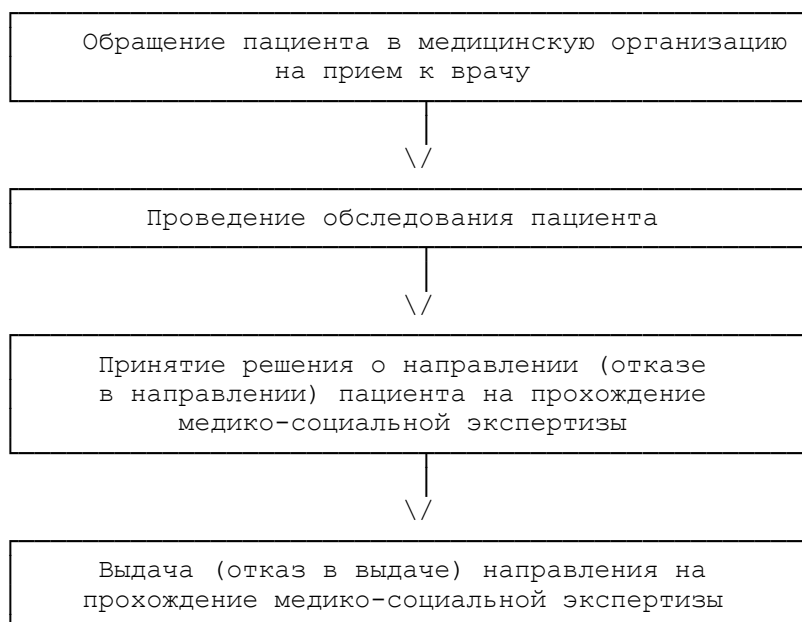 Обращение пациента в медицинскую организацию
на прием к врачу
\/
Проведение обследования пациента
\/
Принятие решения о направлении (отказе
в направлении) пациента на прохождение
медико-социальной экспертизы
\/
Выдача (отказ в выдаче) направления на
прохождение медико-социальной экспертизы